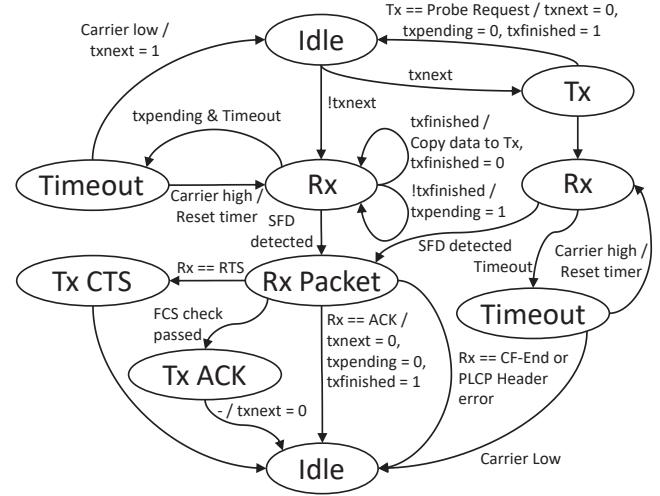 Tx == Probe Request / txnext = 0,
txpending = 0, txfinished = 1
Carrier low /
txnext = 1
Idle
txnext
Tx
!txnext
txpending & Timeout
txfinished /
Copy data to Tx,
txfinished = 0
Timeout
Rx
Rx
Carrier high /
Reset timer
!txfinished /
txpending = 1
SFD
detected
SFD detected
Timeout
Carrier high /
Reset timer
Tx CTS
Rx == RTS
Rx Packet
Timeout
FCS check
passed
Rx == ACK /
txnext = 0,
txpending = 0,
txfinished = 1
Rx == CF-End or
PLCP Header
error
Tx ACK
- / txnext = 0
Carrier Low
Idle